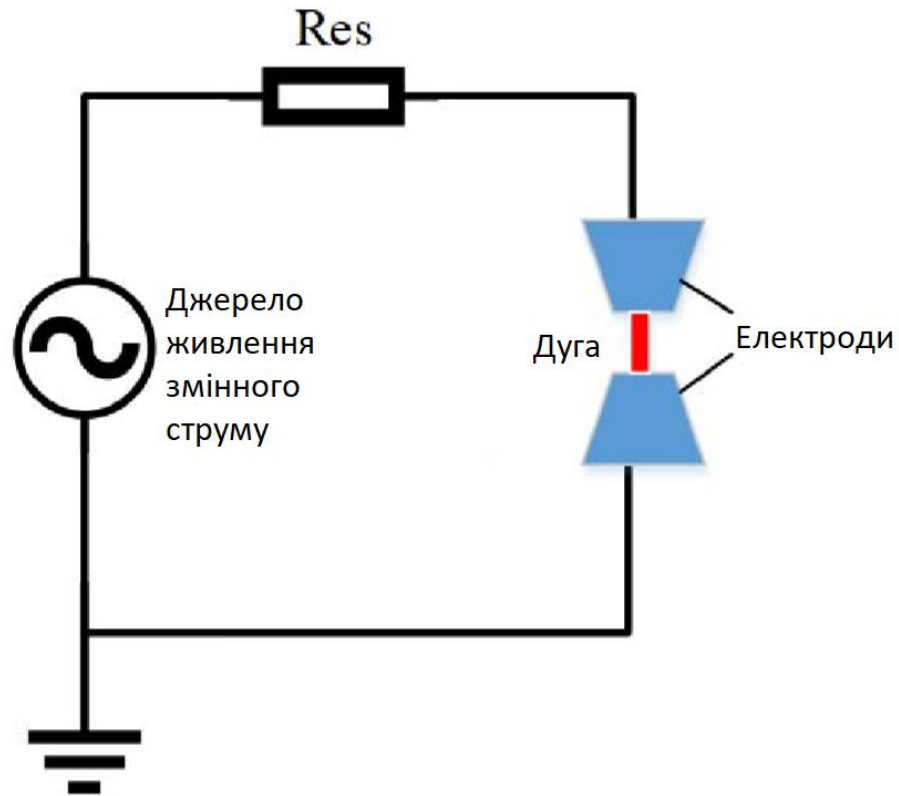 Res
Джерело
живлення
змінного
струму
Дуга
Електроди